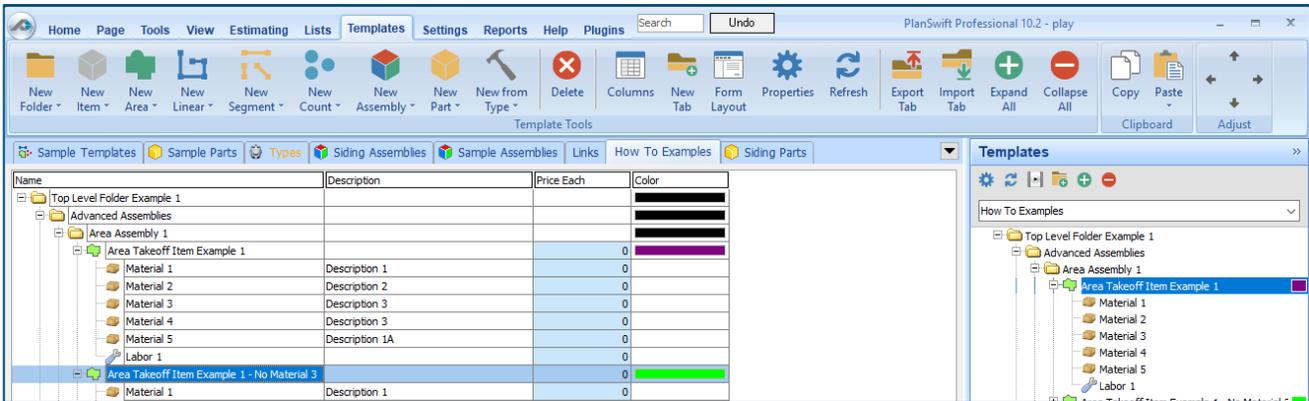 Home Page Tools View Estimating Lists Templates Settings Reports Help Plugins Search Undo PlanSwift Professional 10.2 - play
New Folder New Item New Area New Linear New Segment New Count New Assembly New Part New from Type Delete Columns New Tab Form Layout Properties Refresh Export Tab Import Tab Expand All Collapse All Copy Paste
Template Tools Clipboard Adjust
Sample Templates Sample Parts Types Siding Assemblies Sample Assemblies Links How To Examples Siding Parts
Name Description Price Each Color
Top Level Folder Example 1
Advanced Assemblies
Area Assembly 1
Area Takeoff Item Example 1 0
Material 1 Description 1 0
Material 2 Description 2 0
Material 3 Description 3 0
Material 4 Description 3 0
Material 5 Description 1A 0
Labor 1 0
Area Takeoff Item Example 1 - No Material 3 0
Material 1 Description 1 0
Templates »
How To Examples
Top Level Folder Example 1
Advanced Assemblies
Area Assembly 1
Area Takeoff Item Example 1
Material 1
Material 2
Material 3
Material 4
Material 5
Labor 1